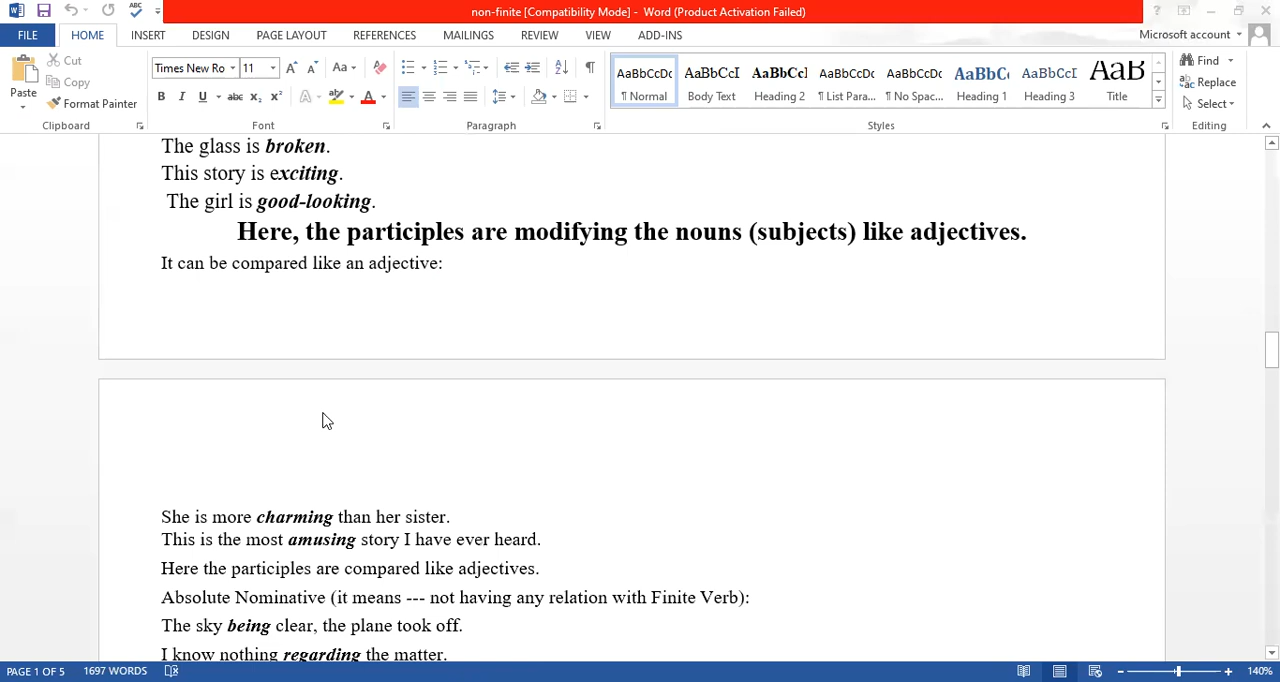 non-finite [Compatibility Mode] - Word (Product Activation Failed)
FILE HOME INSERT DESIGN PAGE LAYOUT REFERENCES MAILINGS REVIEW VIEW ADD-INS Microsoft account
Paste Cut Copy Format Painter
Clipboard
Times New Ro 11
Font
Paragraph
AaBbCcDc AaBbCcI AaBbCcI AaBbCcDc AaBbCcDc AaBbC AaBbCcI AaB
¶ Normal Body Text Heading 2 ¶ List Para... ¶ No Spac... Heading 1 Heading 3 Title
Styles
Find
Replace
Select
Editing
The glass is broken.
This story is exciting.
The girl is good-looking.
Here, the participles are modifying the nouns (subjects) like adjectives.
It can be compared like an adjective:
She is more charming than her sister.
This is the most amusing story I have ever heard.
Here the participles are compared like adjectives.
Absolute Nominative (it means --- not having any relation with Finite Verb):
The sky being clear, the plane took off.
I know nothing regarding the matter.
PAGE 1 OF 5 1697 WORDS 140%